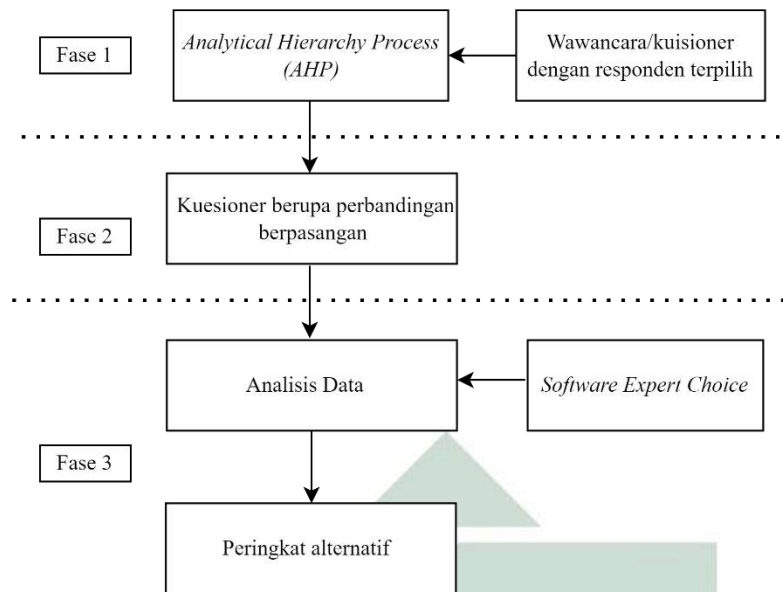 Fase 1
Analytical Hierarchy Process
(AHP)
Wawancara/kuisioner
dengan responden terpilih
Fase 2
Kuesioner berupa perbandingan
berpasangan
Fase 3
Analisis Data
Software Expert Choice
Peringkat alternatif